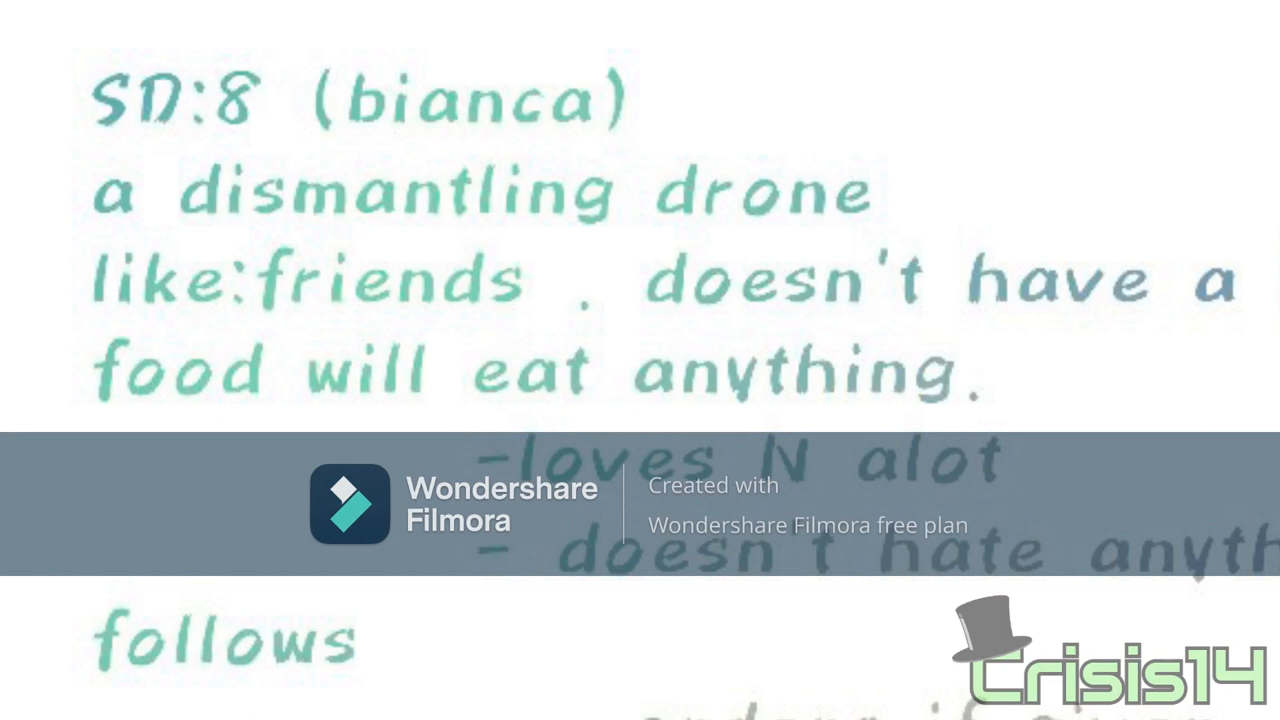 SD:8 (bianca)
a dismantling drone
like:friends . doesn't have a
food will eat anything.
-loves N alot
Wondershare
Filmora
Created with
Wondershare Filmora free plan
- doesn't hate anyth
follows
Crisis14